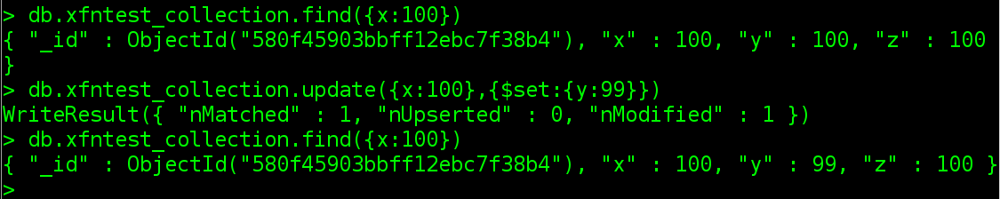 > db.xfntest_collection.find({x:100})
{ "_id" : ObjectId("580f45903bbff12ebc7f38b4"), "x" : 100, "y" : 100, "z" : 100
}
> db.xfntest_collection.update({x:100},{$set:{y:99}})
WriteResult({ "nMatched" : 1, "nUpserted" : 0, "nModified" : 1 })
> db.xfntest_collection.find({x:100})
{ "_id" : ObjectId("580f45903bbff12ebc7f38b4"), "x" : 100, "y" : 99, "z" : 100 }
>